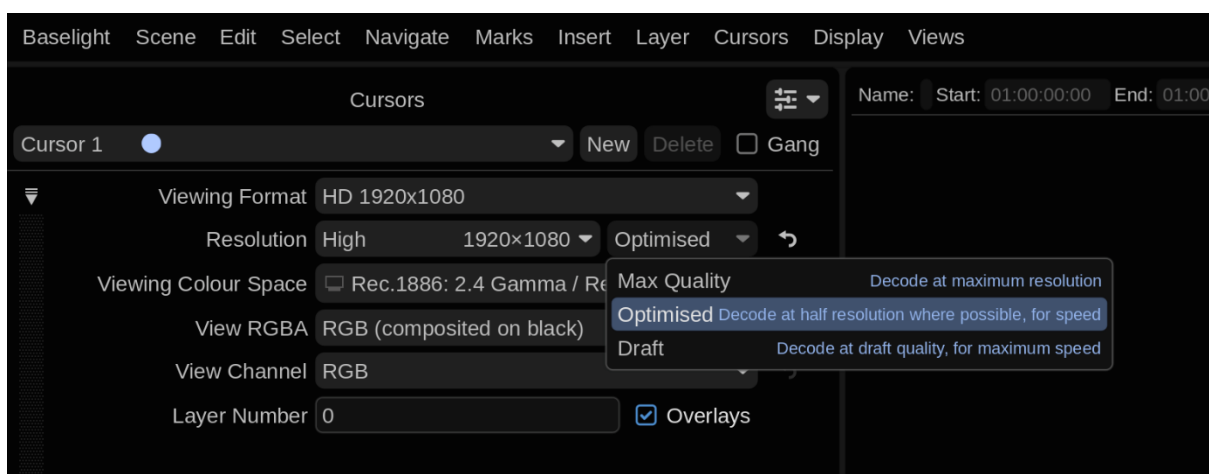 Baselight Scene Edit Select Navigate Marks Insert Layer Cursors Display Views
Cursors
Name: Start: 01:00:00:00 End: 01:00
Cursor 1 New Delete Gang
Viewing Format HD 1920x1080
Resolution High 1920×1080 Optimised
Viewing Colour Space Rec.1886: 2.4 Gamma / Re
Max Quality Decode at maximum resolution
Optimised Decode at half resolution where possible, for speed
View RGBA RGB (composited on black)
Draft Decode at draft quality, for maximum speed
View Channel RGB
Layer Number 0 Overlays